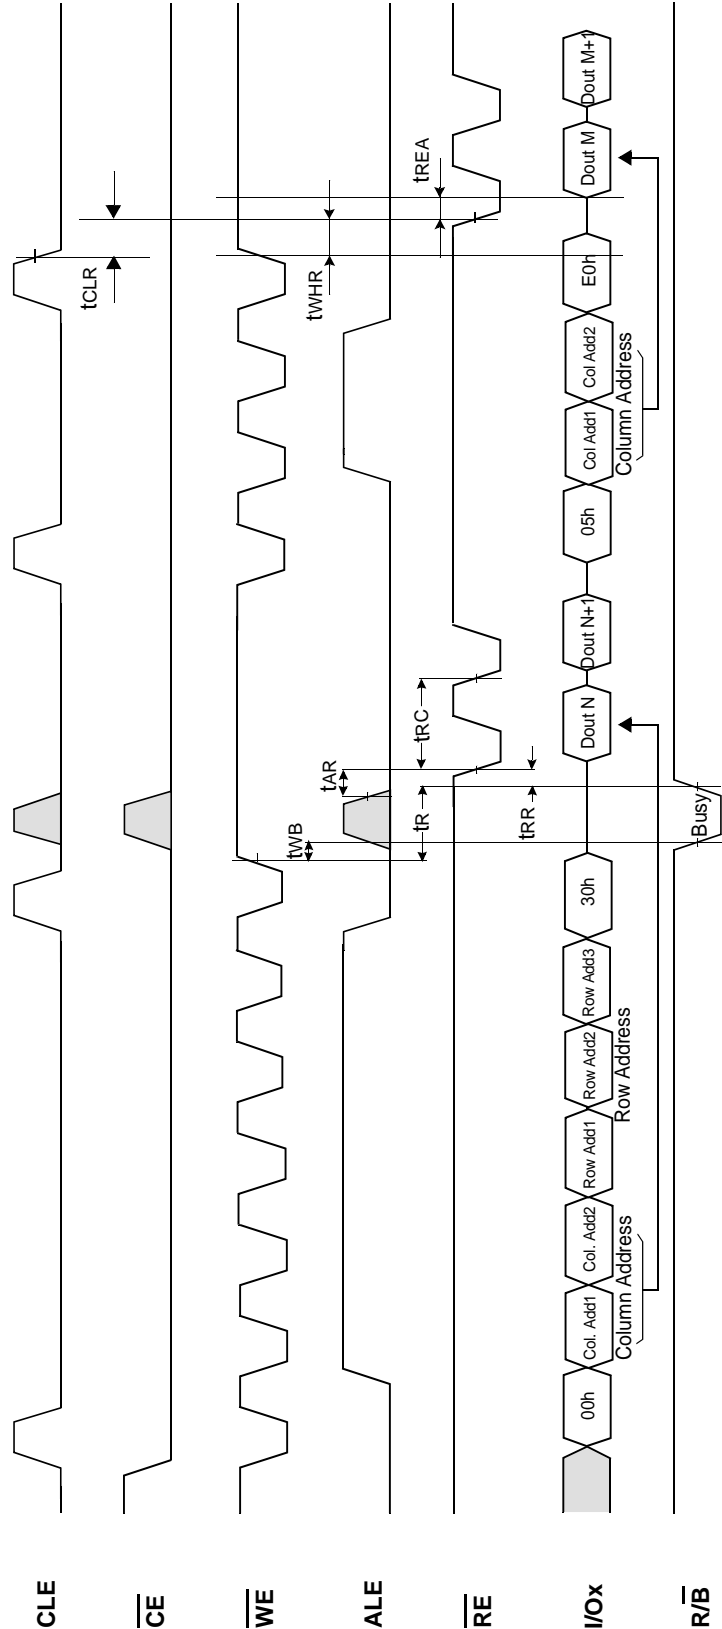 CLE
tCLR
CE
WE
tWB
tWHR
ALE
tAR
RE
tR
tRC
tREA
tRR
I/Ox
00h
Col. Add1
Col. Add2
Row Add1
Row Add2
Row Add3
30h
Dout N
Dout N+1
05h
Col Add1
Col Add2
E0h
Dout M
Dout M+1
Column Address
Row Address
Column Address
R/B
Busy